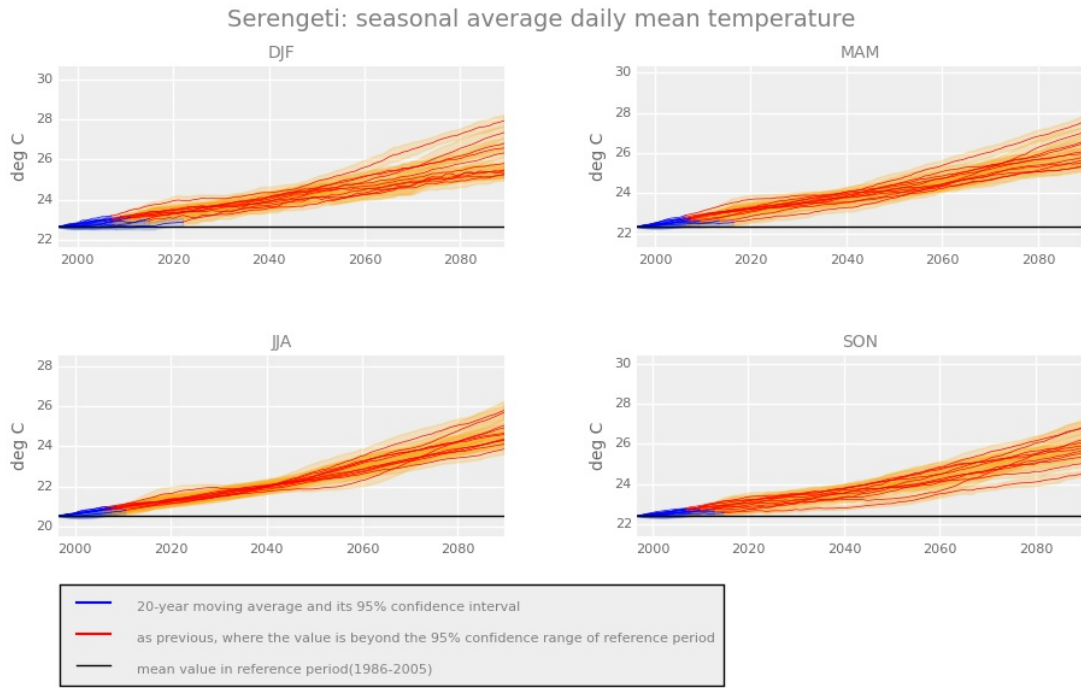 Serengeti: seasonal average daily mean temperature
DJF
30
28
26
24
22
deg C
2000 2020 2040 2060 2080
MAM
30
28
26
24
22
deg C
2000 2020 2040 2060 2080
JJA
28
26
24
22
20
deg C
2000 2020 2040 2060 2080
SON
30
28
26
24
22
deg C
2000 2020 2040 2060 2080
20-year moving average and its 95% confidence interval
as previous, where the value is beyond the 95% confidence range of reference period
mean value in reference period(1986-2005)